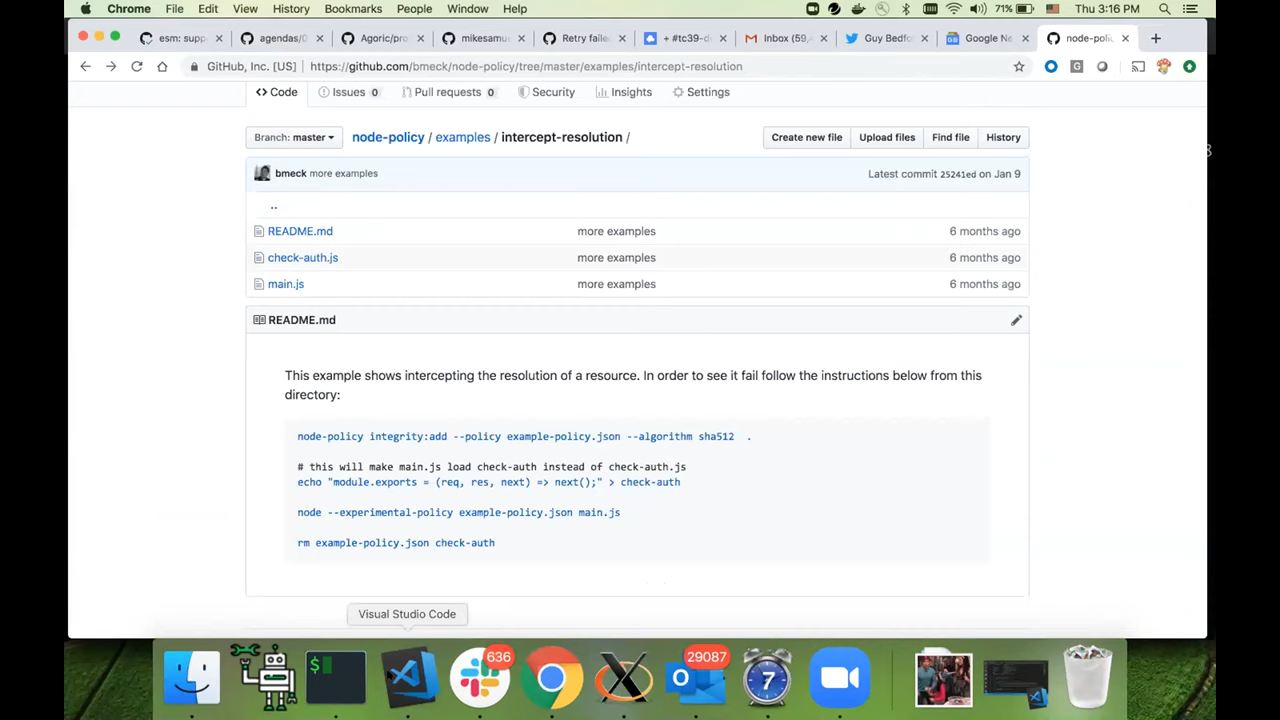 Chrome File Edit View History Bookmarks People Window Help 71% Thu 3:16 PM
esm: supp agendas/0 Agoric/pro mikesamu Retry failed + #tc39-d Inbox (59, Guy Bedfo Google Ne node-poli
GitHub, Inc. [US] https://github.com/bmeck/node-policy/tree/master/examples/intercept-resolution
Code Issues 0 Pull requests 0 Security Insights Settings
Branch: master node-policy / examples / intercept-resolution / Create new file Upload files Find file History
bmeck more examples Latest commit 25241ed on Jan 9
..
README.md more examples 6 months ago
check-auth.js more examples 6 months ago
main.js more examples 6 months ago
README.md
This example shows intercepting the resolution of a resource. In order to see it fail follow the instructions below from this
directory:
node-policy integrity:add --policy example-policy.json --algorithm sha512 .
# this will make main.js load check-auth instead of check-auth.js
echo "module.exports = (req, res, next) => next();" > check-auth
node --experimental-policy example-policy.json main.js
rm example-policy.json check-auth
Visual Studio Code
636
29087
$
7